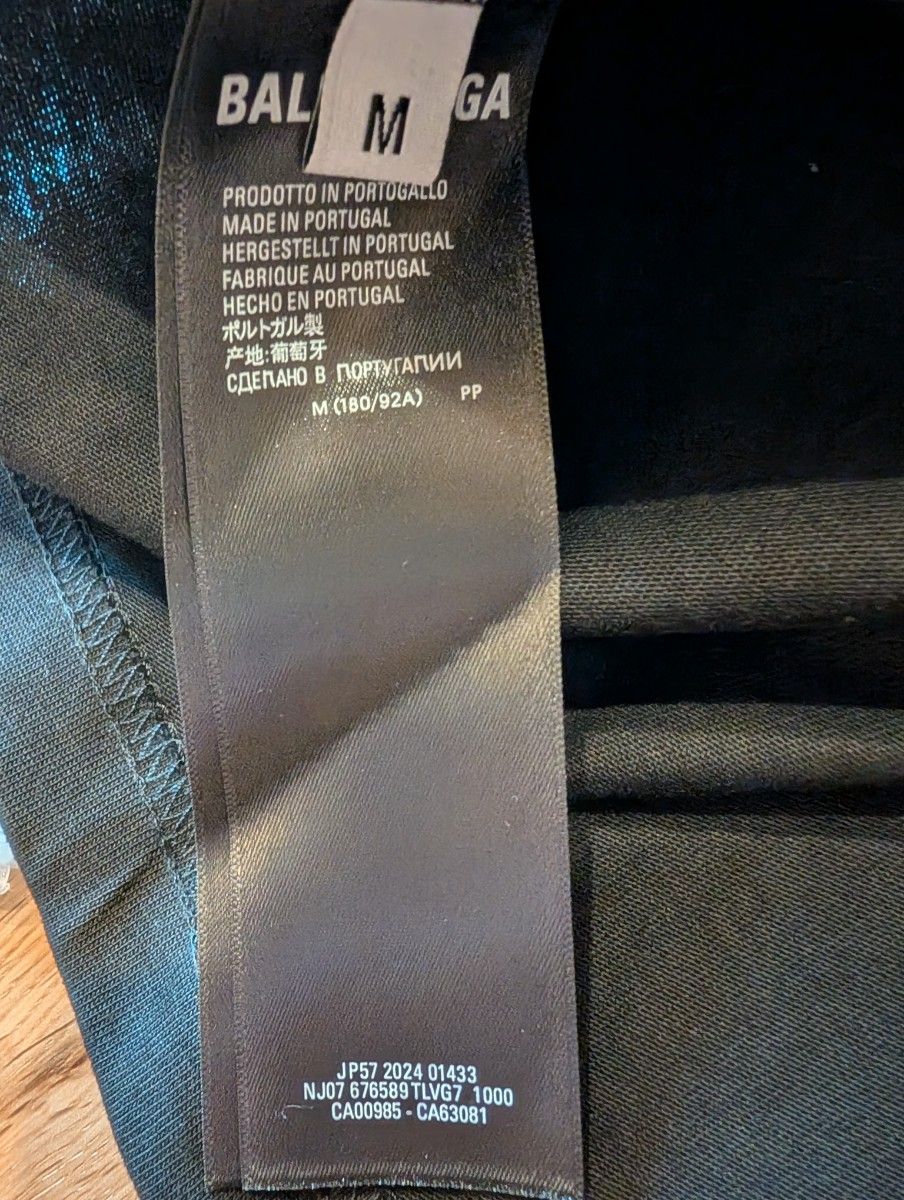 BAL GA
M
PRODOTTO IN PORTOGALLO
MADE IN PORTUGAL
HERGESTELLT IN PORTUGAL
FABRIQUE AU PORTUGAL
HECHO EN PORTUGAL
ポルトガル製
产地:葡萄牙
СДЕЛАНО В ПОРТУГАЛИИ
M (180/92A) PP
JP57 2024 01433
NJ07 676589 TLVG7 1000
CA00985 - CA63081